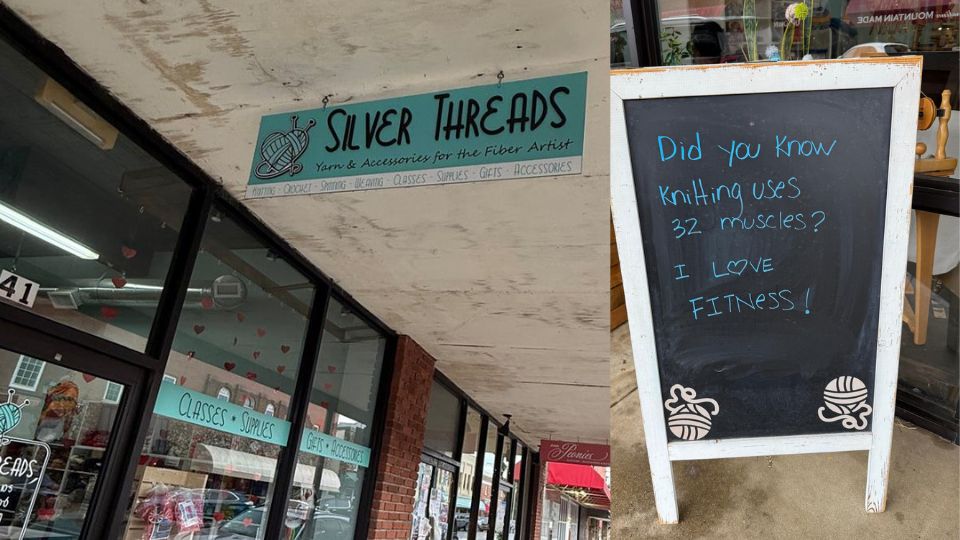 SILVER THREADS
Yarn & Accessories for the Fiber Artist
KNITTING · CROCHET · SPINNING · WEAVING · CLASSES · SUPPLIES · GIFTS · ACCESSORIES
41
CLASSES • SUPPLIES
GIFTS • ACCESSORIES
Peonies
MOUNTAIN MADE
Did you know
knitting uses
32 muscles?
I LOVE
FITNESS!